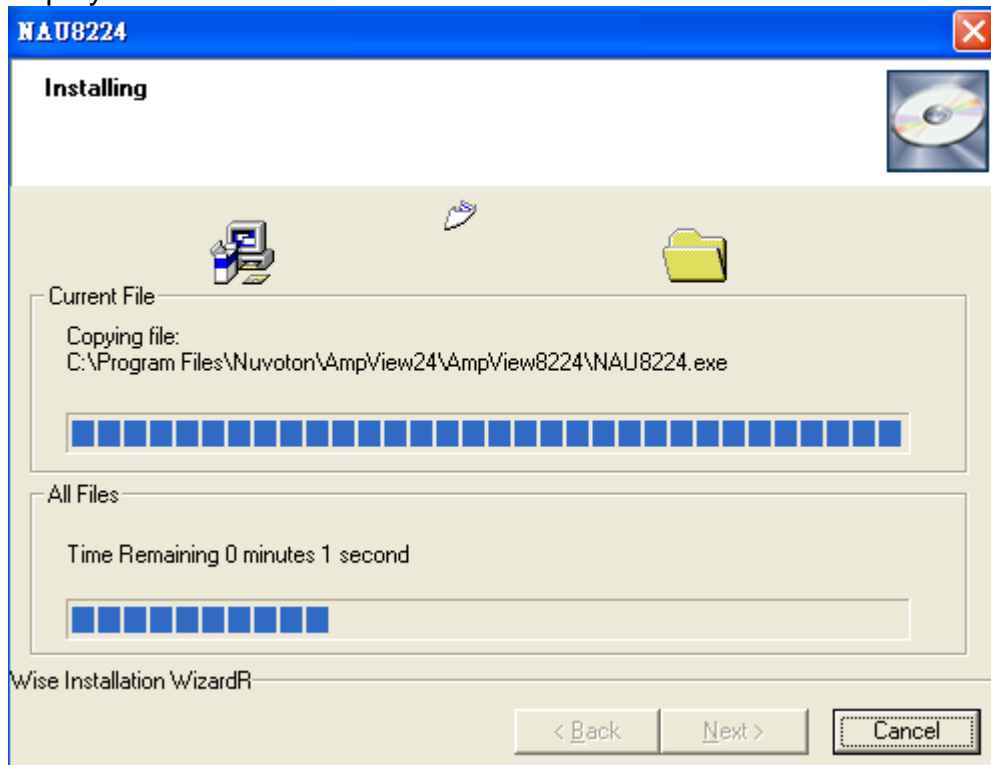 NAU8224
Installing
Current File
Copying file:
C:\Program Files\Nuvoton\AmpView24\AmpView8224\NAU8224.exe
All Files
Time Remaining 0 minutes 1 second
Wise Installation WizardR
< Back
Next >
Cancel